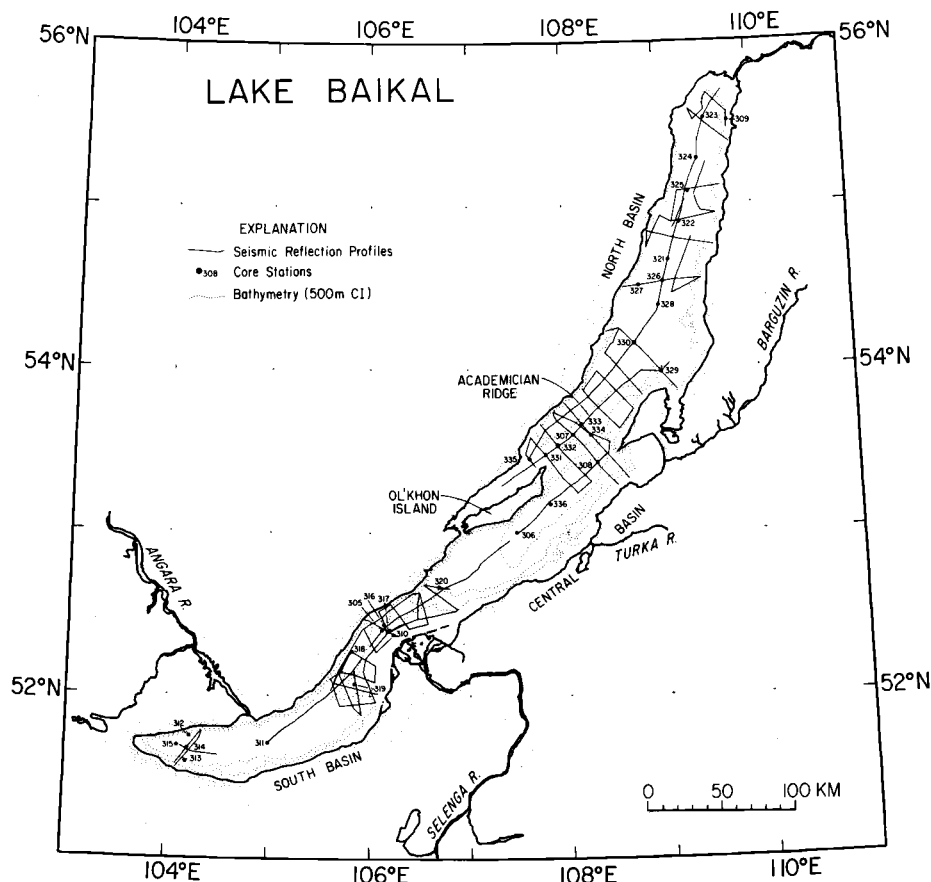 104°E 106°E 108°E 110°E
56°N 56°N
LAKE BAIKAL
323 309
324
325
322
EXPLANATION
Seismic Reflection Profiles
308 Core Stations
Bathymetry (500m CI)
NORTH BASIN
321
326
327
328
BARGUZIN R.
330
54°N 54°N
329
ACADEMICIAN
RIDGE
333
334
307
332
331
335
308
OL'KHON
ISLAND
336
306
CENTRAL BASIN
TURKA R.
ANGARA R.
320
316 317
305
310
318
319
52°N 52°N
312
315 314
313
311
SOUTH BASIN
SELENGA R.
0 50 100 KM
104°E 106°E 108°E 110°E